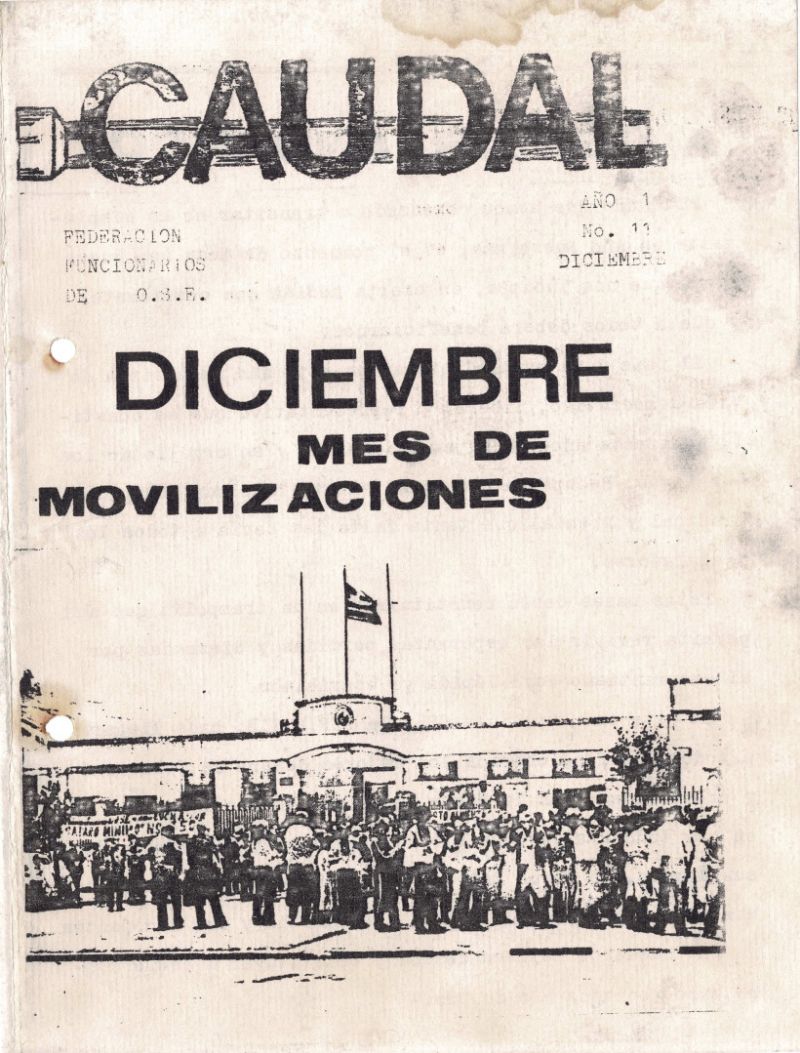 CAUDAL
FEDERACION
FUNCIONARIOS
DE O.S.E.
AÑO 1
No. 11
DICIEMBRE
DICIEMBRE
MES DE
MOVILIZACIONES